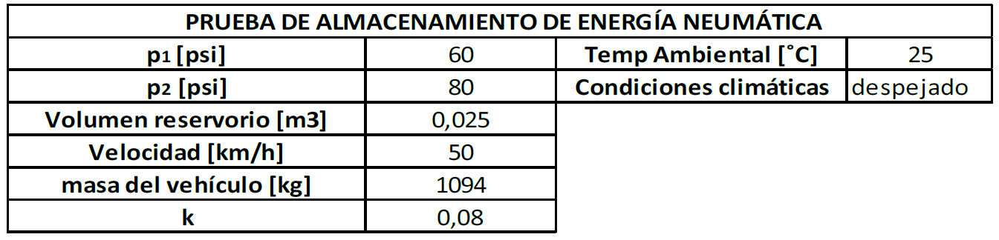 PRUEBA DE ALMACENAMIENTO DE ENERGÍA NEUMÁTICA
p1 [psi] 60 Temp Ambiental [˚C] 25
p2 [psi] 80 Condiciones climáticas despejado
Volumen reservorio [m3] 0,025
Velocidad [km/h] 50
masa del vehículo [kg] 1094
k 0,08